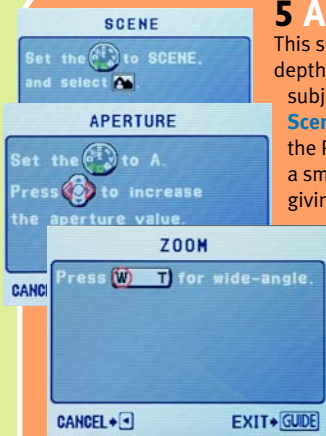 SCENE
Set the to SCENE,
and select
APERTURE
Set the to A.
Press to increase
the aperture value.
ZOOM
Press W T for wide-angle.
CANCEL
EXIT GUIDE
5
This
depth
subj
Scen
the
a sm
givin